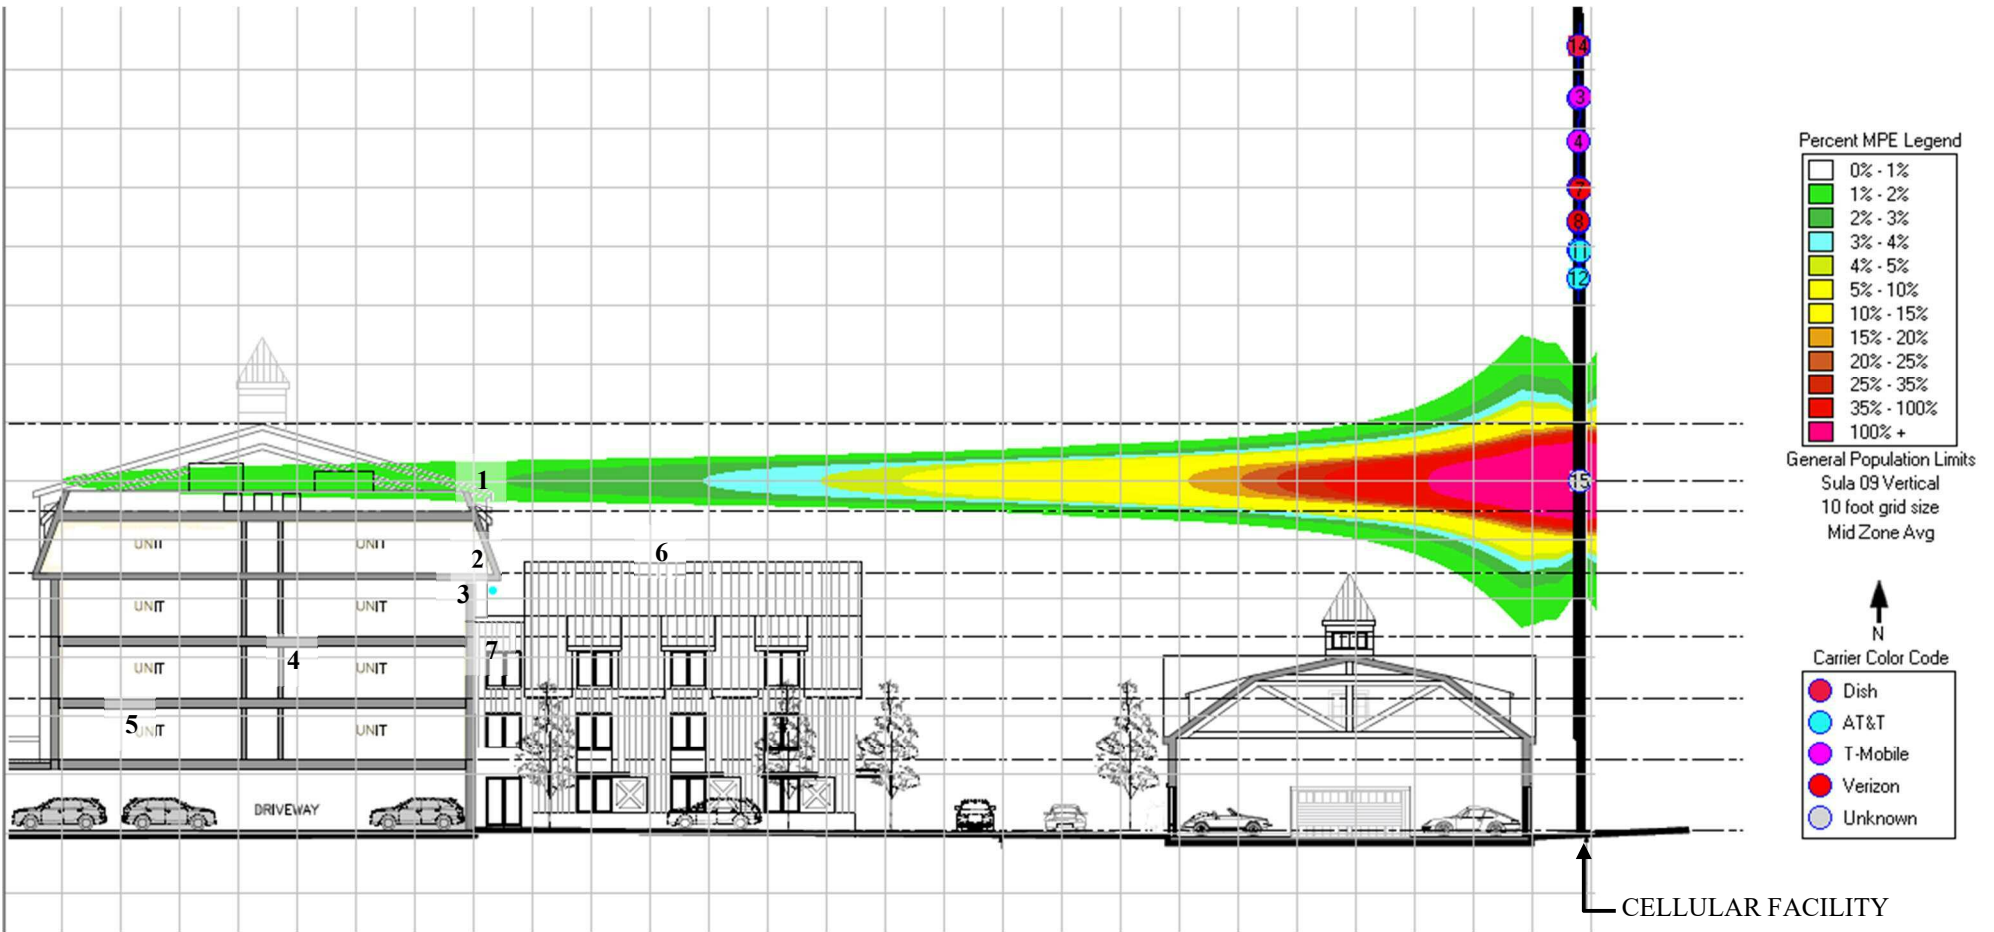 14
3
4
7
8
11
12
15
1
2
3
4
5
6
7
UNIT UNIT
UNIT UNIT
UNIT UNIT
UNIT UNIT
DRIVEWAY
Percent MPE Legend
0% - 1%
1% - 2%
2% - 3%
3% - 4%
4% - 5%
5% - 10%
10% - 15%
15% - 20%
20% - 25%
25% - 35%
35% - 100%
100% +
General Population Limits
Sula 09 Vertical
10 foot grid size
Mid Zone Avg
N
Carrier Color Code
Dish
AT&T
T-Mobile
Verizon
Unknown
CELLULAR FACILITY